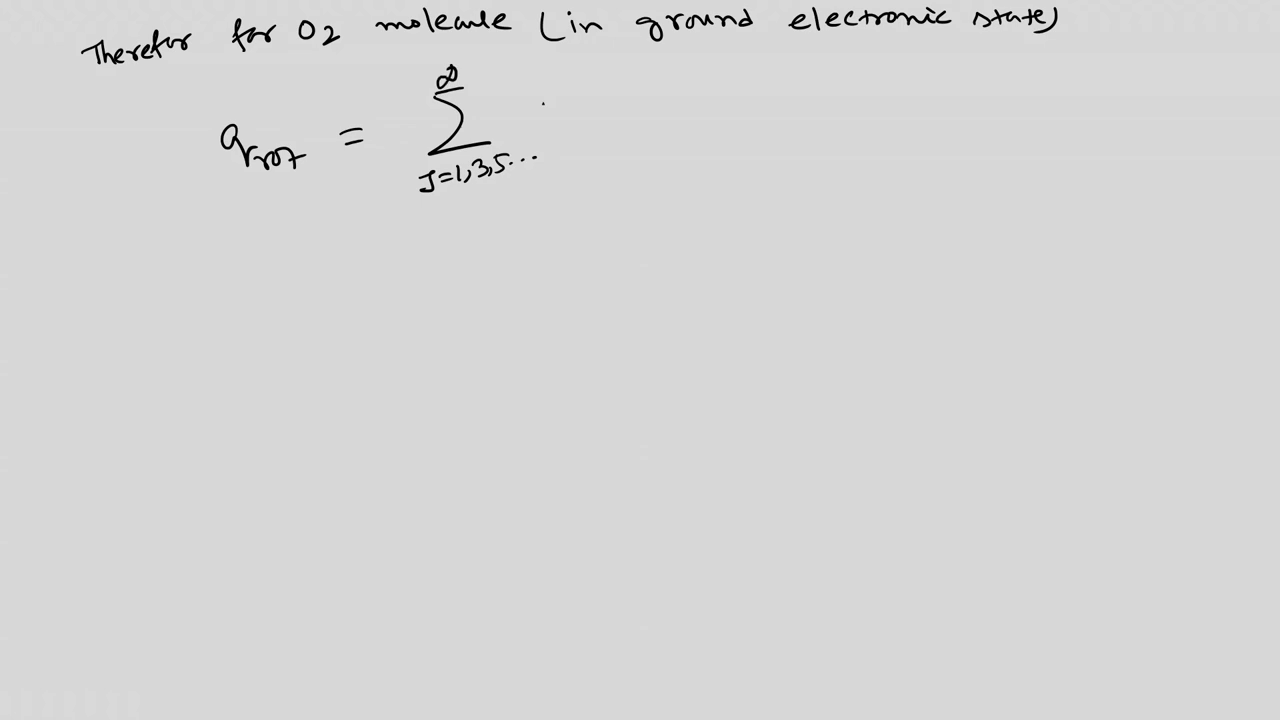 Therefor for O2 molecule (in ground electronic state)
q_rot = ∑_{J=1,3,5...}^{∞}